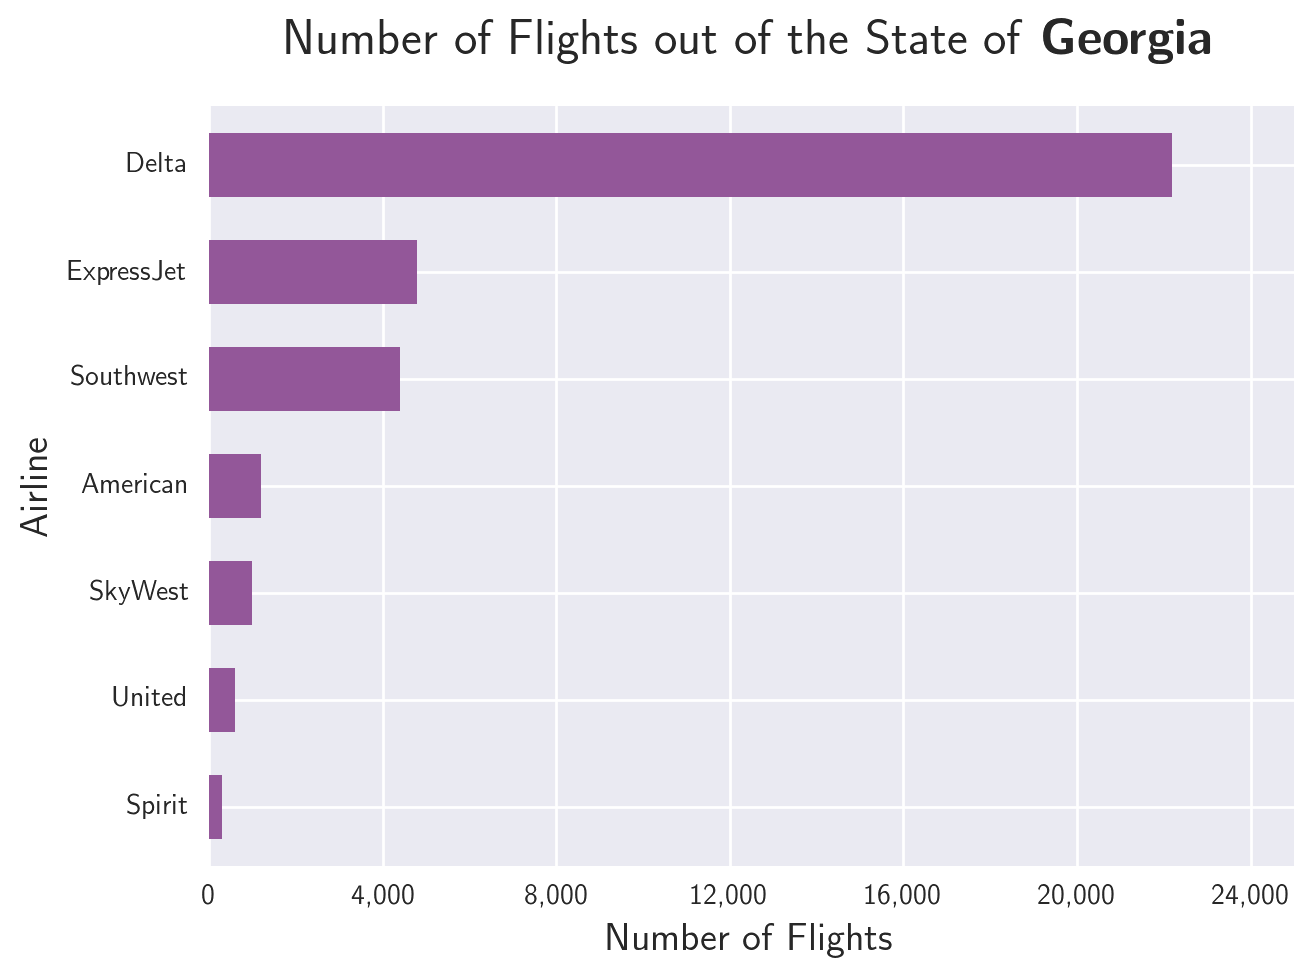 Number of Flights out of the State of Georgia
Delta
ExpressJet
Southwest
American
SkyWest
United
Spirit
Airline
0 4,000 8,000 12,000 16,000 20,000 24,000
Number of Flights